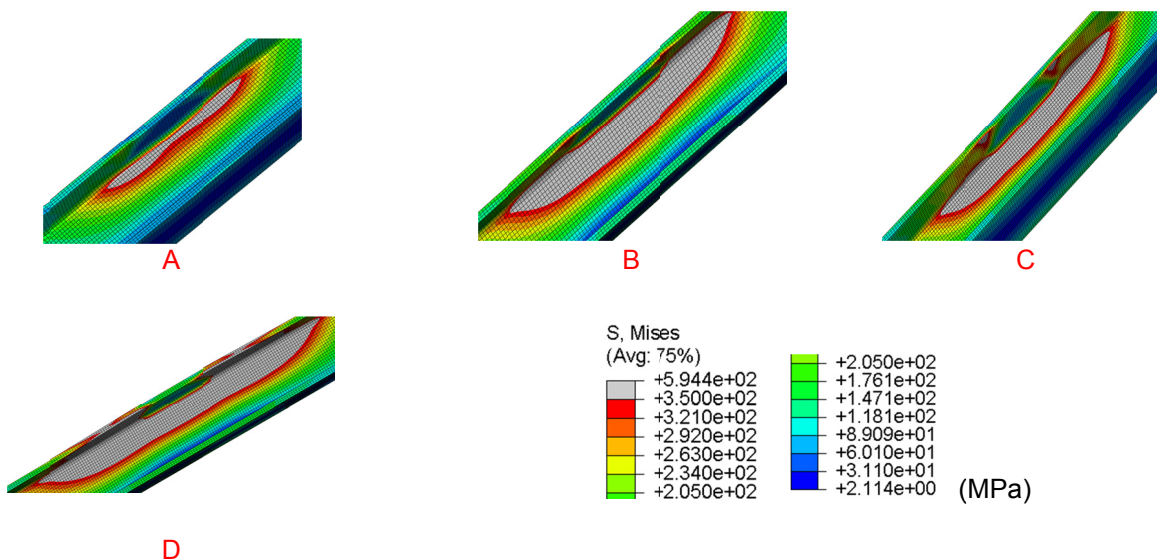 A
B
C
D
S, Mises
(Avg: 75%)
+5.944e+02
+3.500e+02
+3.210e+02
+2.920e+02
+2.630e+02
+2.340e+02
+2.050e+02
+2.050e+02
+1.761e+02
+1.471e+02
+1.181e+02
+8.909e+01
+6.010e+01
+3.110e+01
+2.114e+00
(MPa)